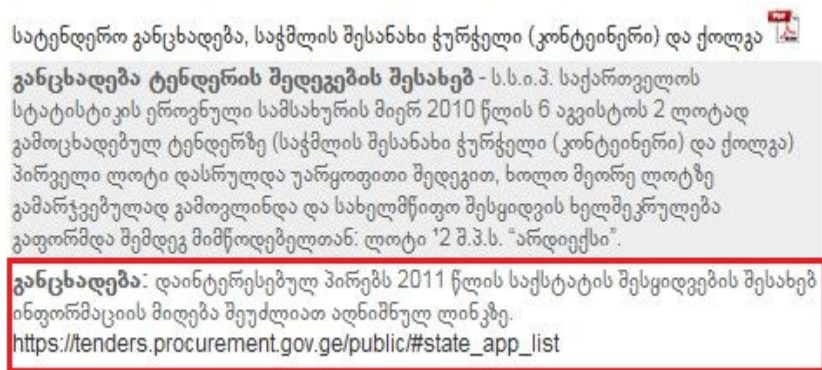 სატენდერო განცხადება, საჭმლის შესანახი ჭურჭელი (კონტეინერი) და ქოლგა
განცხადება ტენდერის შედეგების შესახებ - ს.ს.ი.პ. საქართველოს
სტატისტიკის ეროვნული სამსახურის მიერ 2010 წლის 6 აგვისტოს 2 ლოტად
გამოცხადებულ ტენდერზე (საჭმლის შესანახი ჭურჭელი (კონტეინერი) და ქოლგა)
პირველი ლოტი დასრულდა უარყოფითი შედეგით, ხოლო მეორე ლოტზე
გამარჯვებულად გამოვლინდა და სახელმწიფო შესყიდვის ხელშეკრულება
გაფორმდა შემდეგ მიმწოდებელთან: ლოტი '2 შ.პ.ს. “არდიექსი”.
განცხადება: დაინტერესებულ პირებს 2011 წლის საქსტატის შესყიდვების შესახებ
ინფორმაციის მიღება შეუძლიათ აღნიშნულ ლინკზე.
https://tenders.procurement.gov.ge/public/#state_app_list